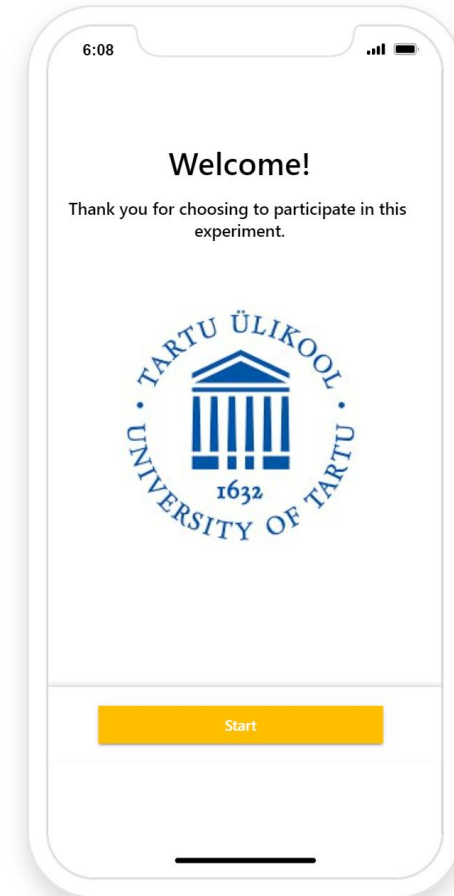 6:08
Welcome!
Thank you for choosing to participate in this
experiment.
· TARTU ÜLIKOOL ·
1632
UNIVERSITY OF TARTU
Start